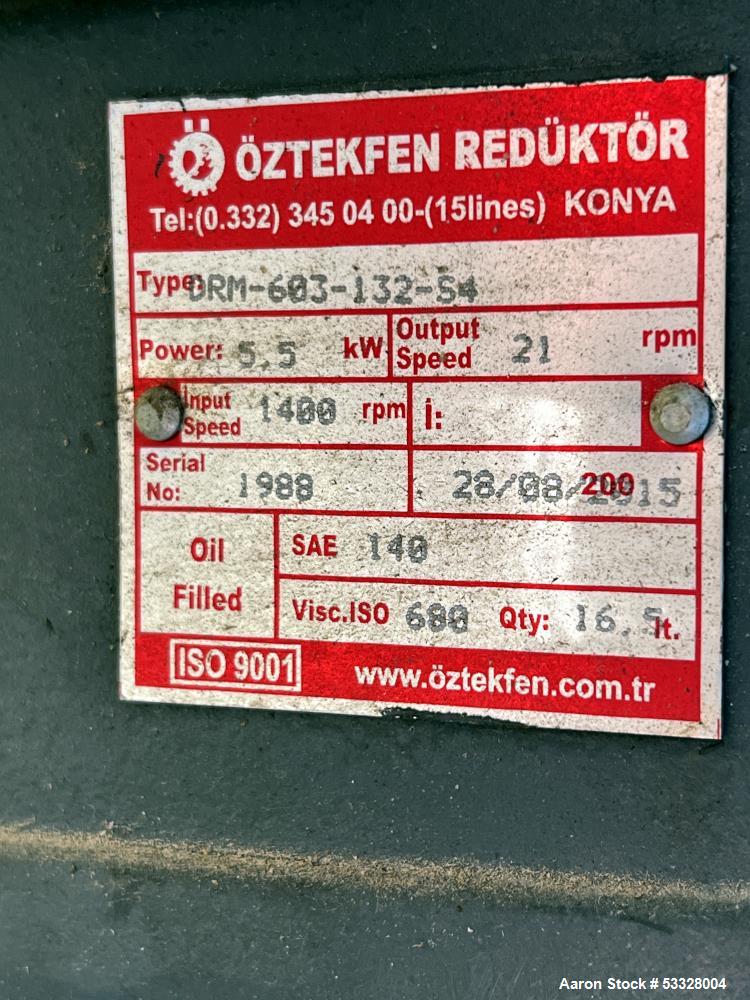 ÖZTEKFEN REDÜKTÖR
Tel:(0.332) 345 04 00-(15lines) KONYA
Type: DRM-603-132-S4
Power: 5,5 kW Output Speed 21 rpm
Input Speed 1400 rpm i:
Serial No: 1988 28/08/2015 200
Oil Filled
SAE 140
Visc.ISO 680 Qty: 16,5 lt.
ISO 9001 www.öztekfen.com.tr
Aaron Stock # 53328004